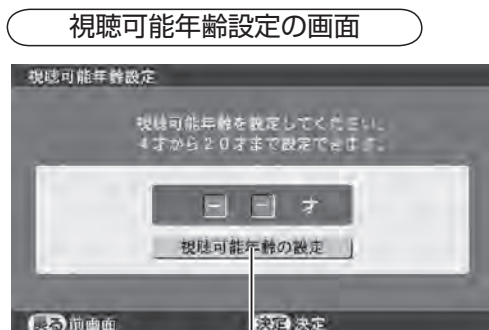 視聴可能年齢設定の画面
視聴可能年齢設定
視聴可能年齢を設定してください。
4才から20才まで設定できます。
－ － 才
視聴可能年齢の設定
戻る 前画面 決定 決定